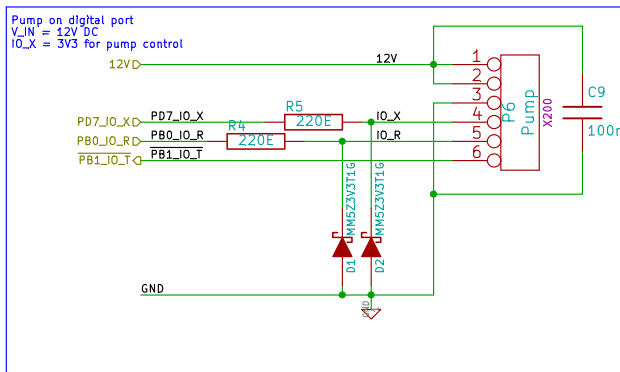 Pump on digital port
V_IN = 12V DC
IO_X = 3V3 for pump control
12V
12V
1
2
3
4
5
6
P6
Pump
X200
C9
100n
PD7_IO_X
PD7_IO_X
R5
220E
IO_X
PB0_IO_R
PB0_IO_R
R4
220E
IO_R
PB1_IO_T
PB1_IO_T
MM5Z3V3T1G
MM5Z3V3T1G
D1
D2
GND
GND